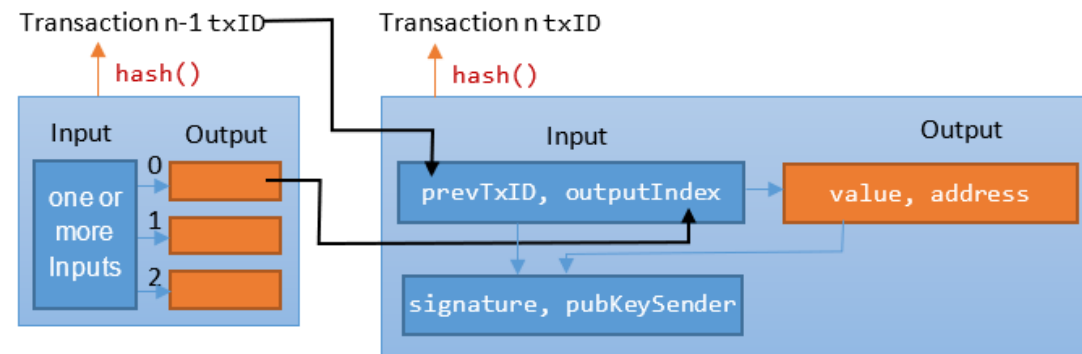 Transaction n-1 txID
Transaction n txID
hash()
hash()
Input
Output
one or
more
Inputs
0
1
2
Input
Output
prevTxID, outputIndex
value, address
signature, pubKeySender